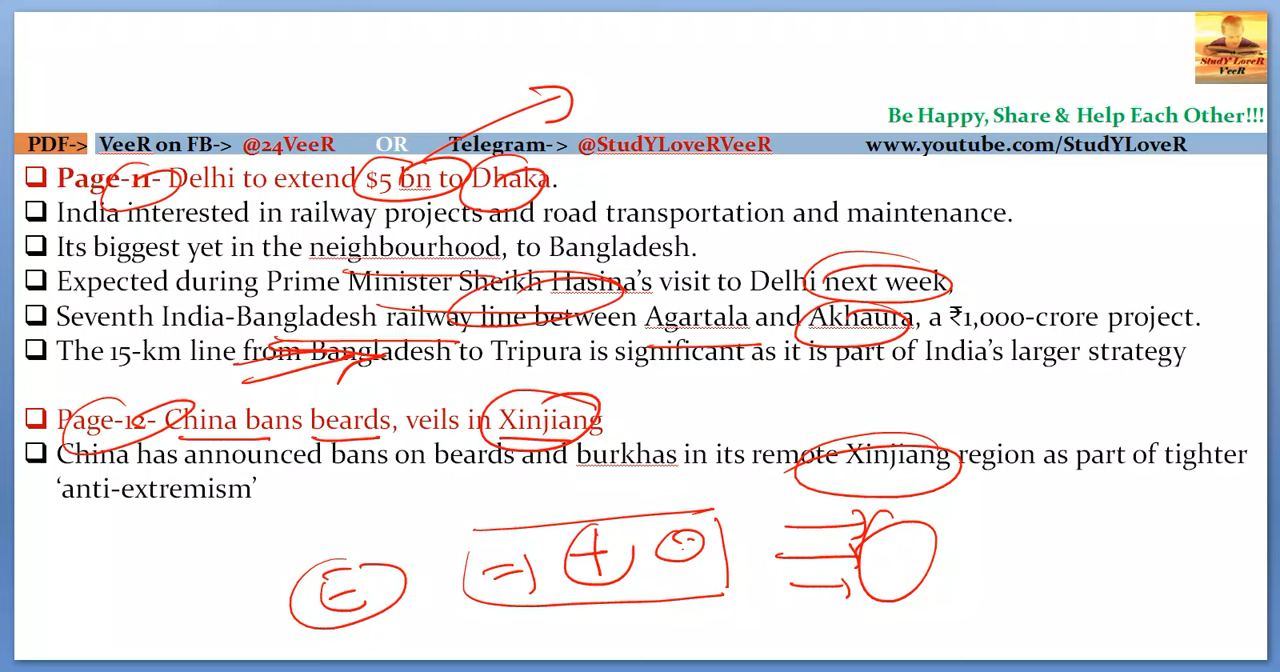 StudY LoveR
VeeR
Be Happy, Share & Help Each Other!!!
PDF-> VeeR on FB-> @24VeeR OR Telegram-> @StudYLoveRVeeR www.youtube.com/StudYLoveR
❑ Page-11- Delhi to extend $5 bn to Dhaka.
❑ India interested in railway projects and road transportation and maintenance.
❑ Its biggest yet in the neighbourhood, to Bangladesh.
❑ Expected during Prime Minister Sheikh Hasina’s visit to Delhi next week,
❑ Seventh India-Bangladesh railway line between Agartala and Akhaura, a ₹1,000-crore project.
❑ The 15-km line from Bangladesh to Tripura is significant as it is part of India’s larger strategy
❑ Page-12- China bans beards, veils in Xinjiang
❑ China has announced bans on beards and burkhas in its remote Xinjiang region as part of tighter
‘anti-extremism’
E => +